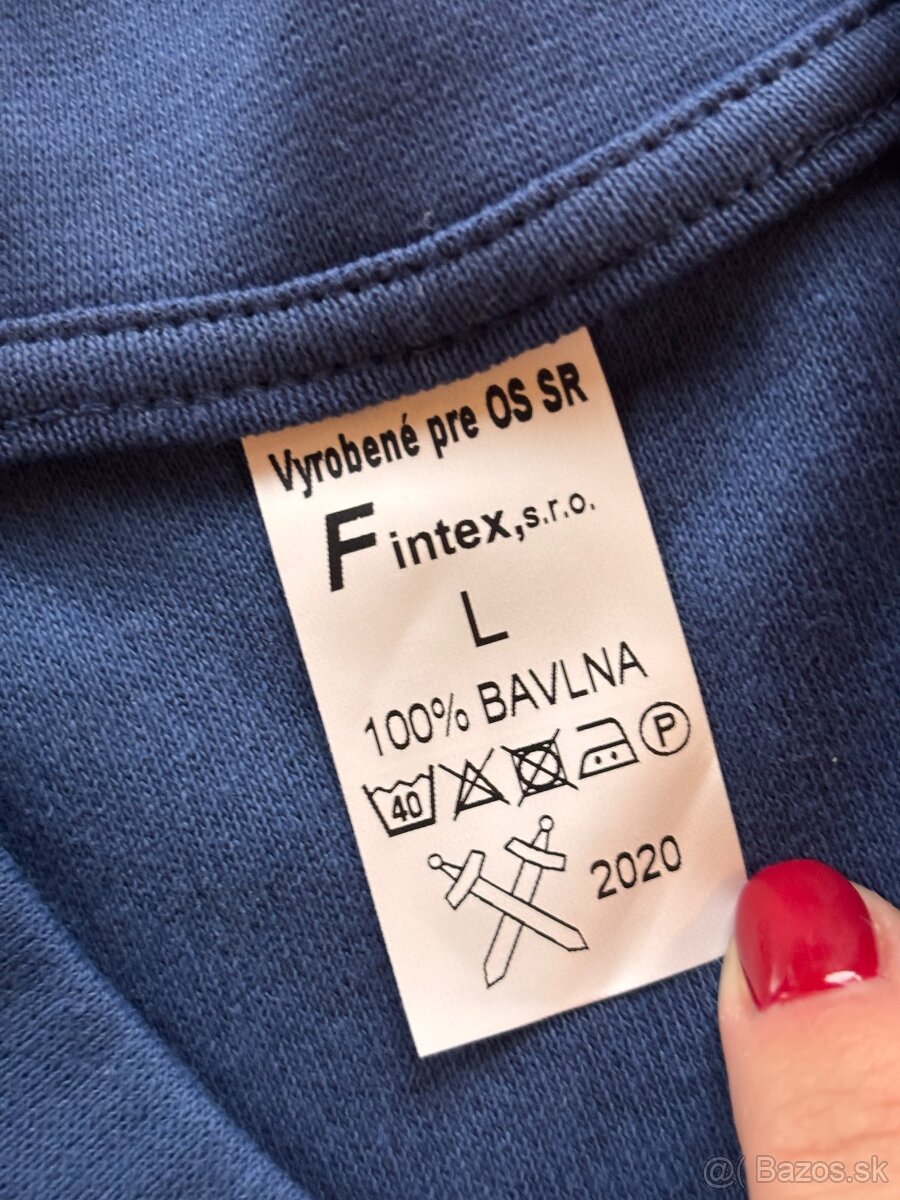 Vyrobené pre OS SR
Fintex,s.r.o.
L
100% BAVLNA
40 P
2020
@( Bazos.sk